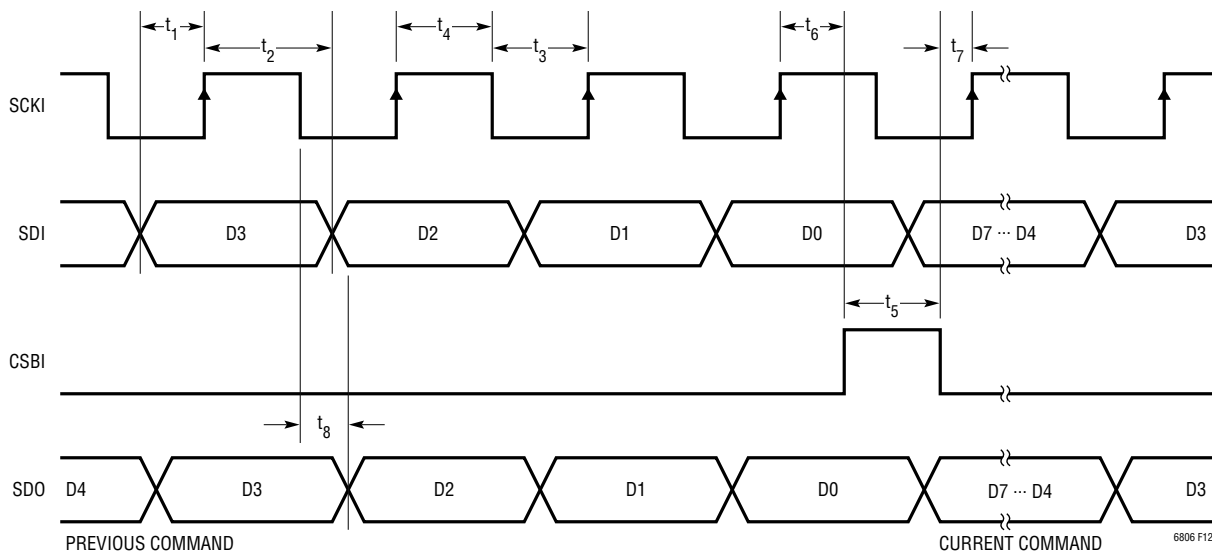 t1 t2 t4 t3 t6 t7
SCKI
SDI D3 D2 D1 D0 D7 ··· D4 D3
t5
CSBI
t8
SDO D4 D3 D2 D1 D0 D7 ··· D4 D3
PREVIOUS COMMAND CURRENT COMMAND 6806 F12